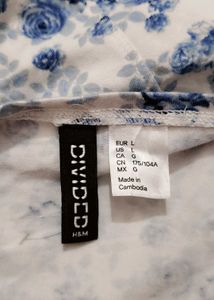 DIVIDED
H&M
EUR L
US L
CA G
CN 175/104A
MX G
Made in
Cambodia